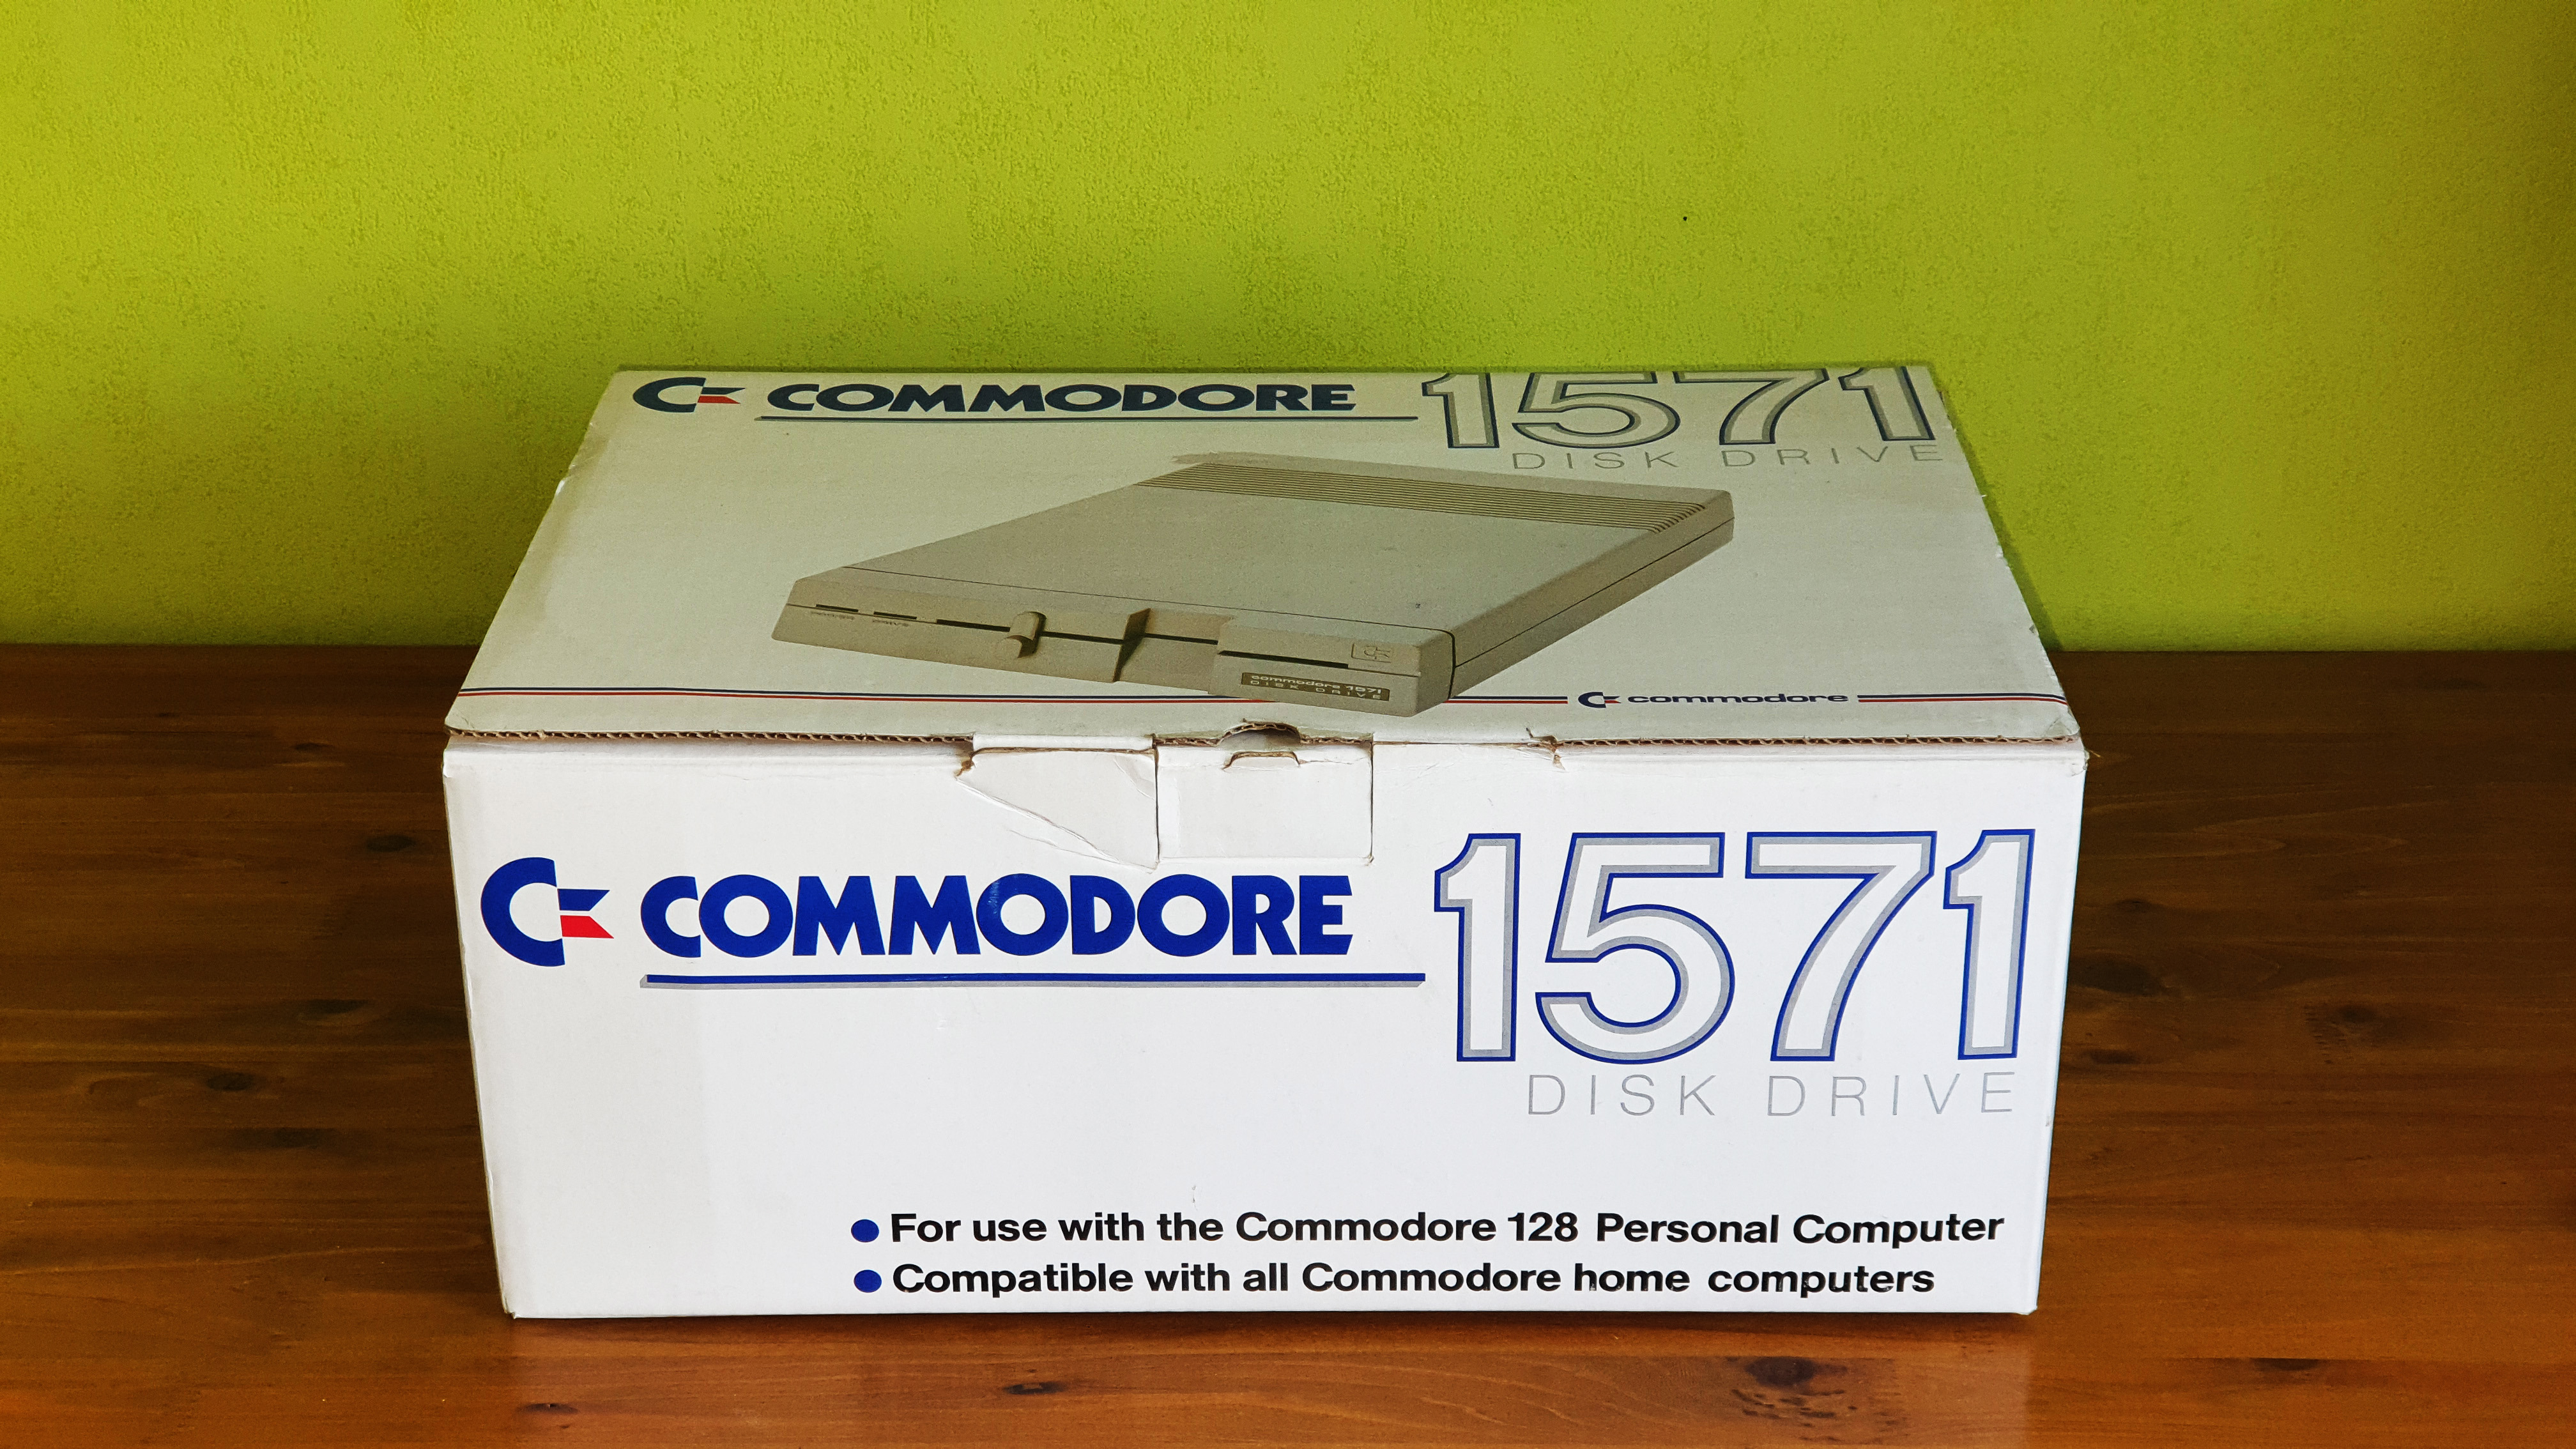 COMMODORE 1571
DISK DRIVE
commodore 1571
DISK DRIVE
commodore
COMMODORE 1571
DISK DRIVE
For use with the Commodore 128 Personal Computer
Compatible with all Commodore home computers